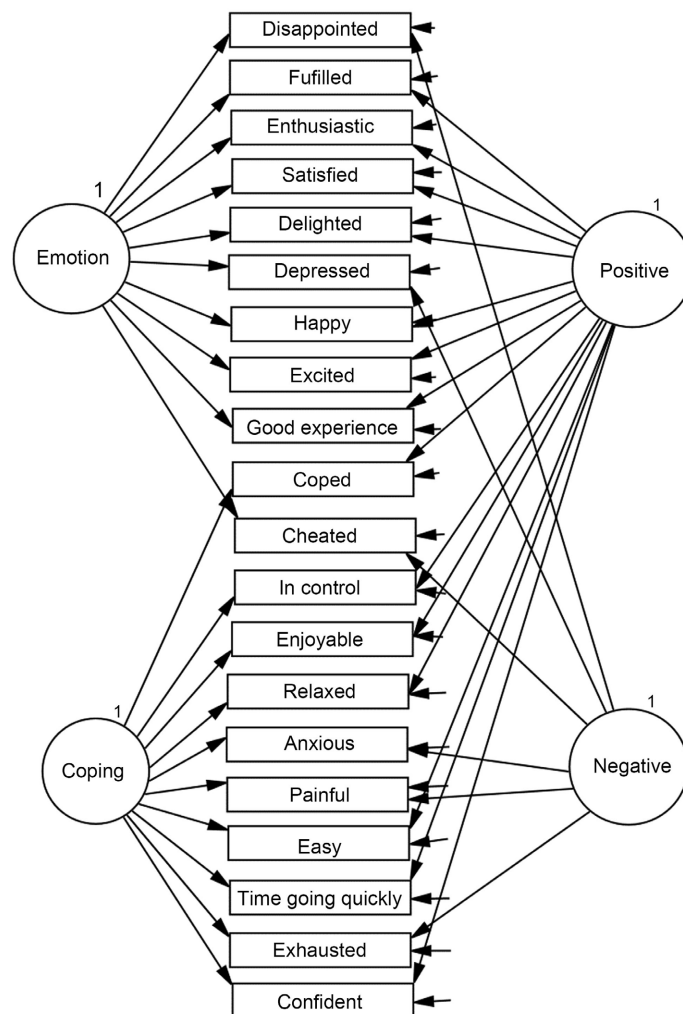 Disappointed
Fufilled
Enthusiastic
1
Satisfied
1
Delighted
Emotion
Positive
Depressed
Happy
Excited
Good experience
Coped
Cheated
In control
Enjoyable
Relaxed
1
1
Anxious
Coping
Negative
Painful
Easy
Time going quickly
Exhausted
Confident